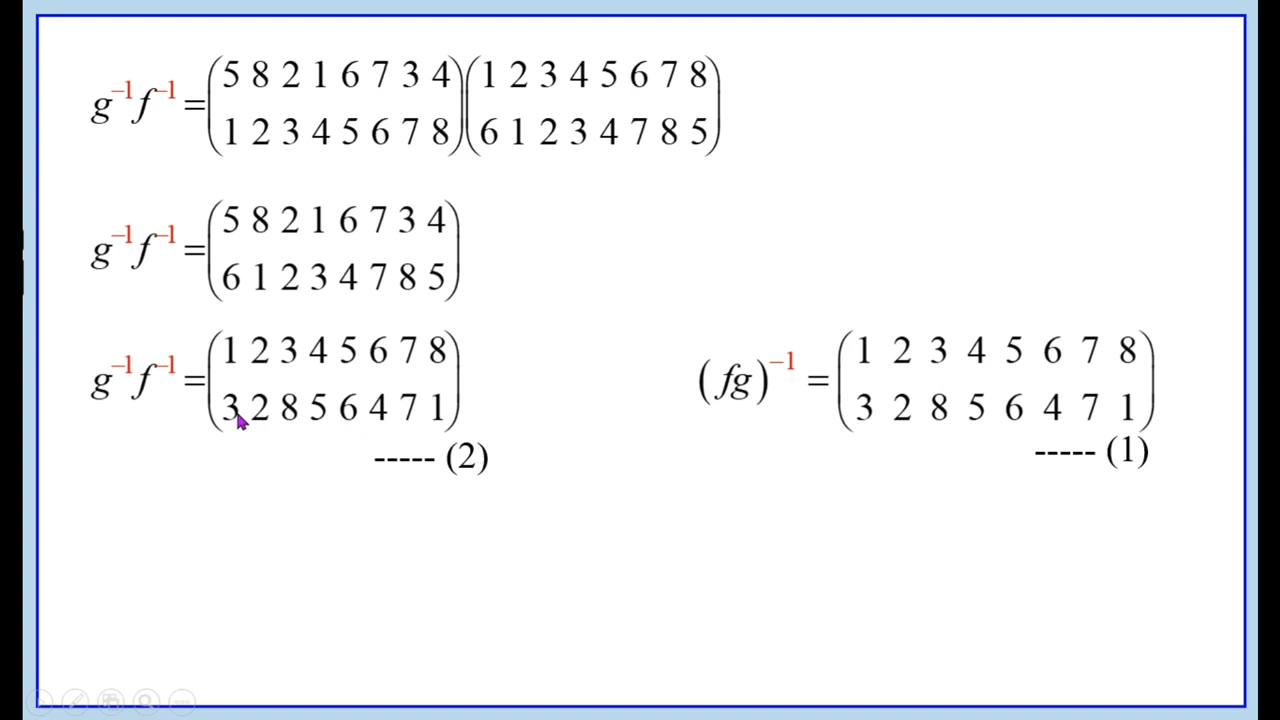 g⁻¹f⁻¹ = (5 8 2 1 6 7 3 4)(1 2 3 4 5 6 7 8)
(1 2 3 4 5 6 7 8)(6 1 2 3 4 7 8 5)
g⁻¹f⁻¹ = (5 8 2 1 6 7 3 4)
(6 1 2 3 4 7 8 5)
g⁻¹f⁻¹ = (1 2 3 4 5 6 7 8)
(3 2 8 5 6 4 7 1)
----- (2)
(fg)⁻¹ = (1 2 3 4 5 6 7 8)
(3 2 8 5 6 4 7 1)
----- (1)